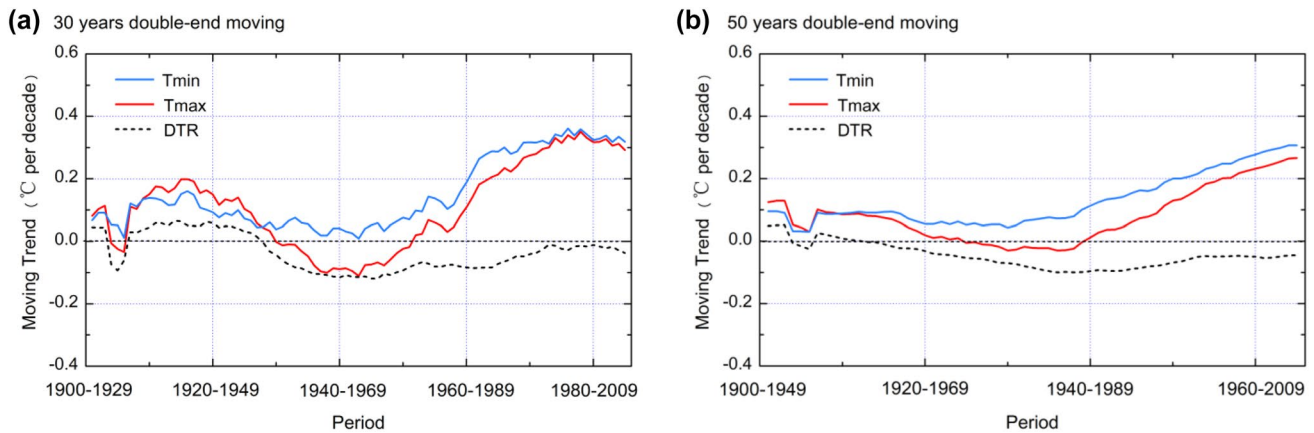 (a) 30 years double-end moving
Moving Trend (℃ per decade)
0.6
0.4
0.2
0.0
-0.2
-0.4
Tmin
Tmax
DTR
1900-1929 1920-1949 1940-1969 1960-1989 1980-2009
Period
(b) 50 years double-end moving
Moving Trend (℃ per decade)
0.6
0.4
0.2
0.0
-0.2
-0.4
Tmin
Tmax
DTR
1900-1949 1920-1969 1940-1989 1960-2009
Period